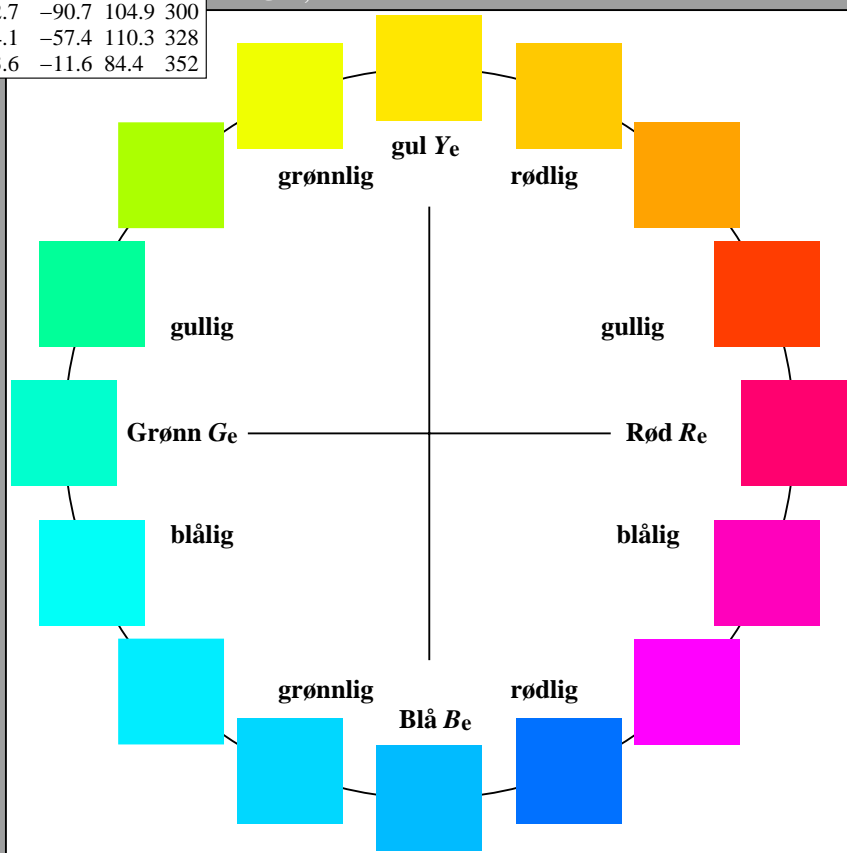 −90.7 104.9 300
−57.4 110.3 328
−11.6 84.4 352
gul Ye
grønnlig rødlig
gullig gullig
Grønn Ge Rød Re
blålig blålig
grønnlig rødlig
Blå Be